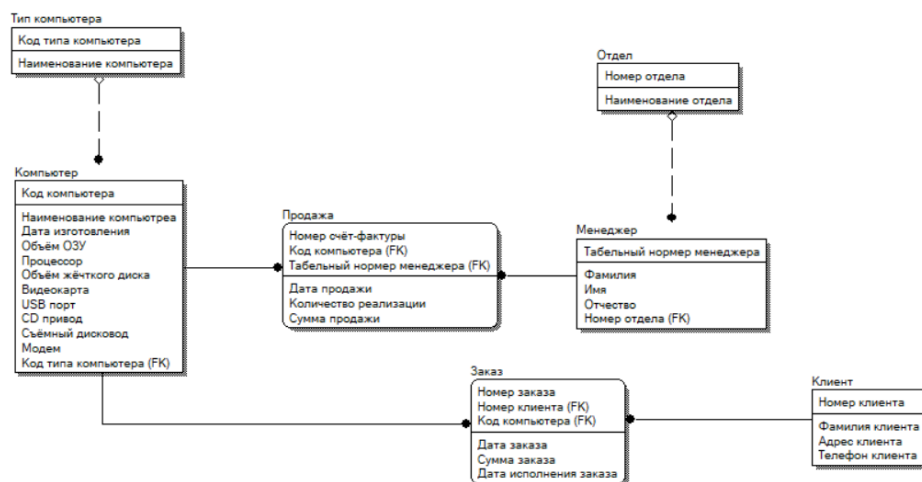 Тип компьютера
Код типа компьютера
Наименование компьютера
Отдел
Номер отдела
Наименование отдела
Компьютер
Код компьютера
Наименование компьютреа
Дата изготовления
Объём ОЗУ
Процессор
Объём жёчткого диска
Видеокарта
USB порт
CD привод
Съёмный дисковод
Модем
Код типа компьютера (FK)
Продажа
Номер счёт-фактуры
Код компьютера (FK)
Табельный нормер менеджера (FK)
Дата продажи
Количество реализации
Сумма продажи
Менеджер
Табельный нормер менеджера
Фамилия
Имя
Отчество
Номер отдела (FK)
Заказ
Номер заказа
Номер клиента (FK)
Код компьютера (FK)
Дата заказа
Сумма заказа
Дата исполнения заказа
Клиент
Номер клиента
Фамилия клиента
Адрес клиента
Телефон клиента